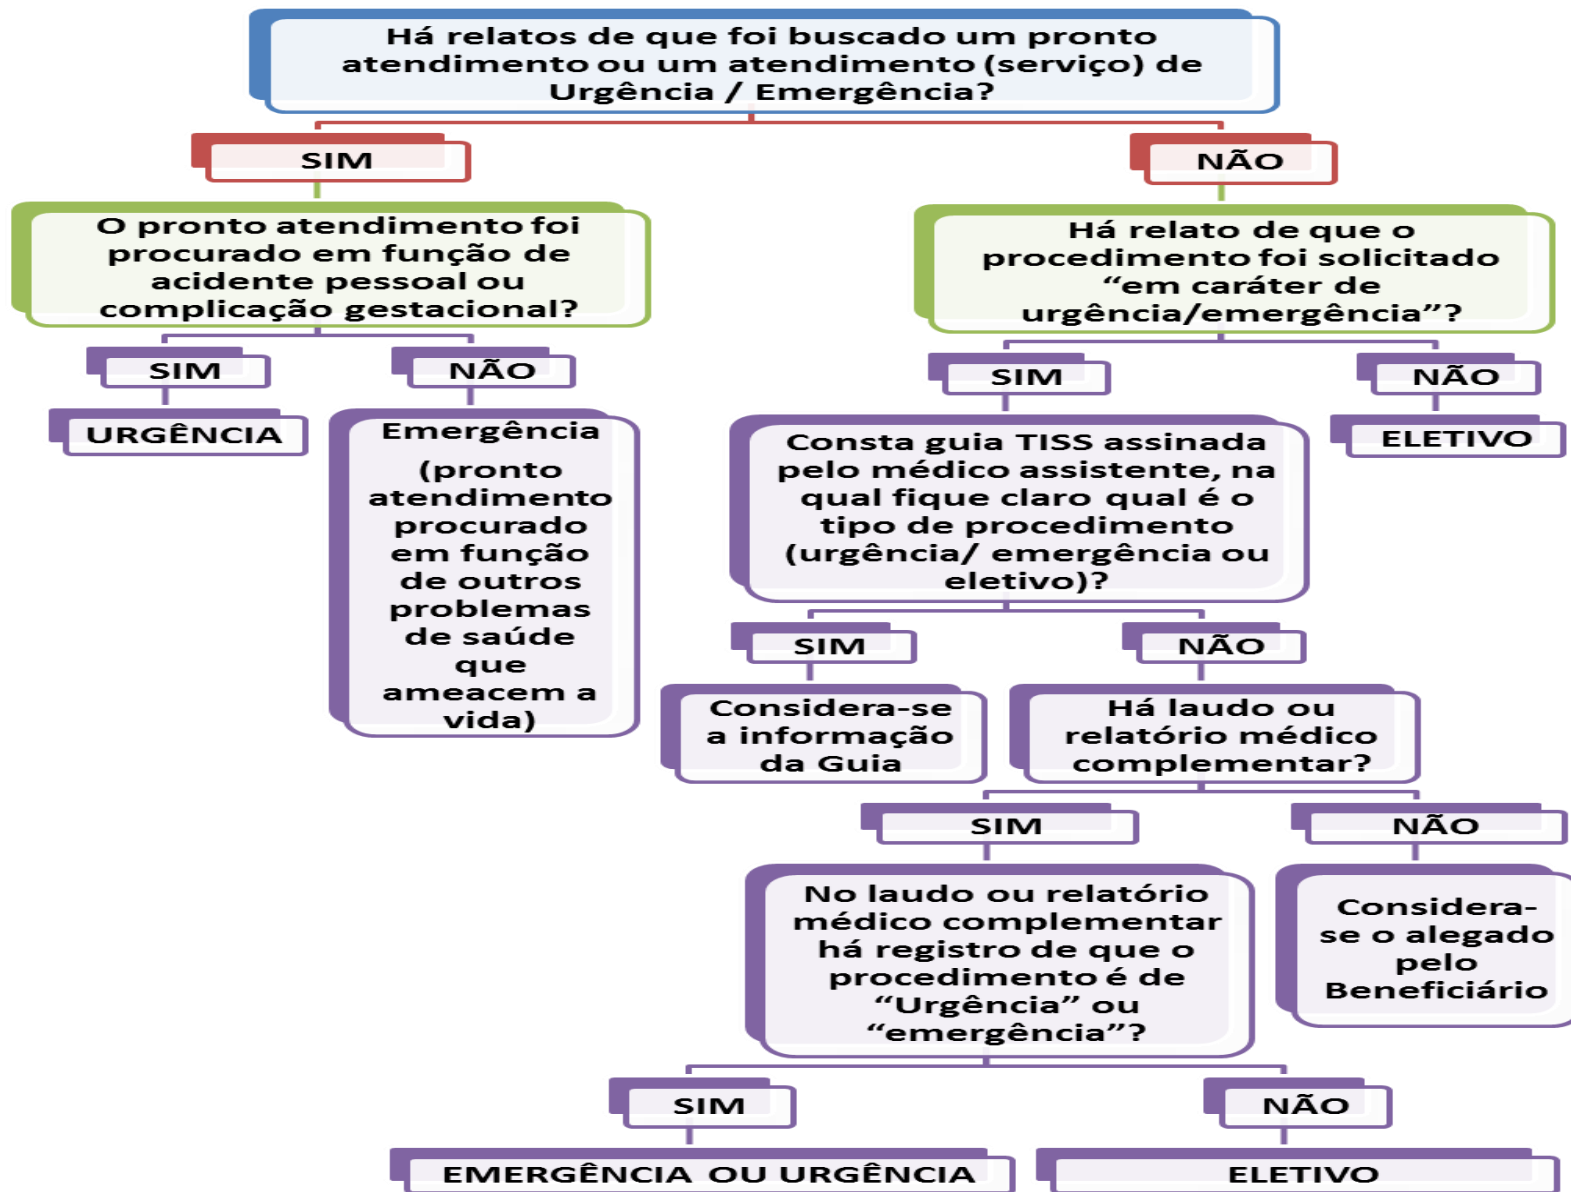 Há relatos de que foi buscado um pronto
atendimento ou um atendimento (serviço) de
Urgência / Emergência?
SIM
NÃO
O pronto atendimento foi
procurado em função de
acidente pessoal ou
complicação gestacional?
Há relato de que o
procedimento foi solicitado
“em caráter de
urgência/emergência”?
SIM
NÃO
SIM
NÃO
URGÊNCIA
Emergência
(pronto
atendimento
procurado
em função
de outros
problemas
de saúde
que
ameacem a
vida)
Consta guia TISS assinada
pelo médico assistente, na
qual fique claro qual é o
tipo de procedimento
(urgência/ emergência ou
eletivo)?
ELETIVO
SIM
NÃO
Considera-se
a informação
da Guia
Há laudo ou
relatório médico
complementar?
SIM
NÃO
No laudo ou relatório
médico complementar
há registro de que o
procedimento é de
“Urgência” ou
“emergência”?
Considera-
se o alegado
pelo
Beneficiário
SIM
NÃO
EMERGÊNCIA OU URGÊNCIA
ELETIVO